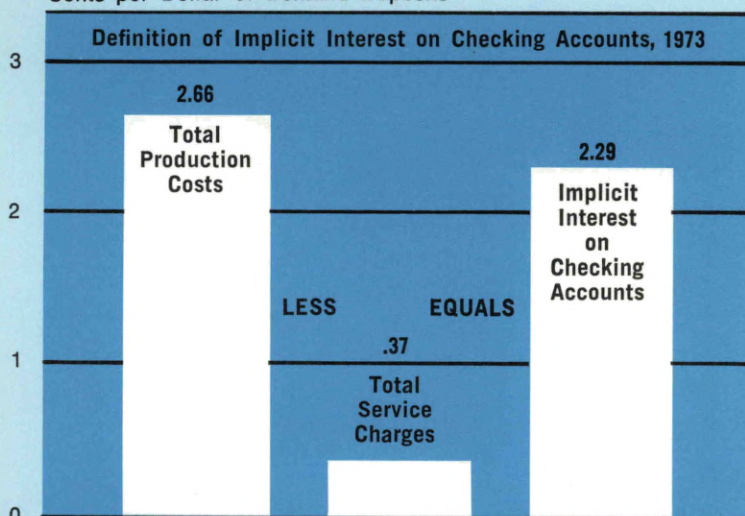 Definition of Implicit Interest on Checking Accounts, 1973
3
2.66
Total
Production
Costs
2.29
Implicit
Interest
on
Checking
Accounts
2
LESS
EQUALS
1
.37
Total
Service
Charges
0